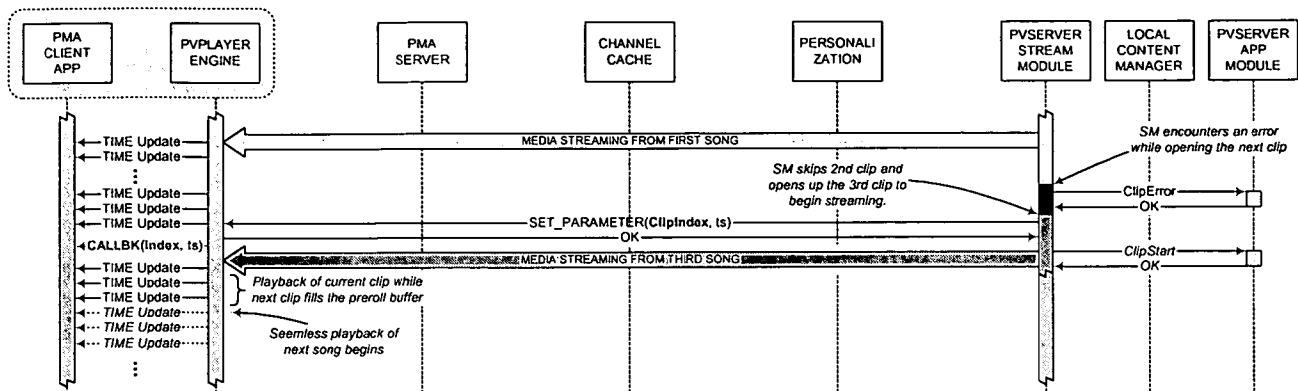 PMA
CLIENT
APP
PVPLAYER
ENGINE
PMA
SERVER
CHANNEL
CACHE
PERSONALI
ZATION
PVSERVER
STREAM
MODULE
LOCAL
CONTENT
MANAGER
PVSERVER
APP
MODULE
TIME Update
TIME Update
MEDIA STREAMING FROM FIRST SONG
SM encounters an error
while opening the next clip
SM skips 2nd clip and
opens up the 3rd clip to
begin streaming.
TIME Update
TIME Update
TIME Update
ClipError
OK
SET_PARAMETER(ClipIndex, ts)
OK
CALLBK(Index, ts)
MEDIA STREAMING FROM THIRD SONG
ClipStart
OK
TIME Update
TIME Update
TIME Update
Playback of current clip while
next clip fills the preroll buffer
TIME Update
TIME Update
TIME Update
Seemless playback of
next song begins